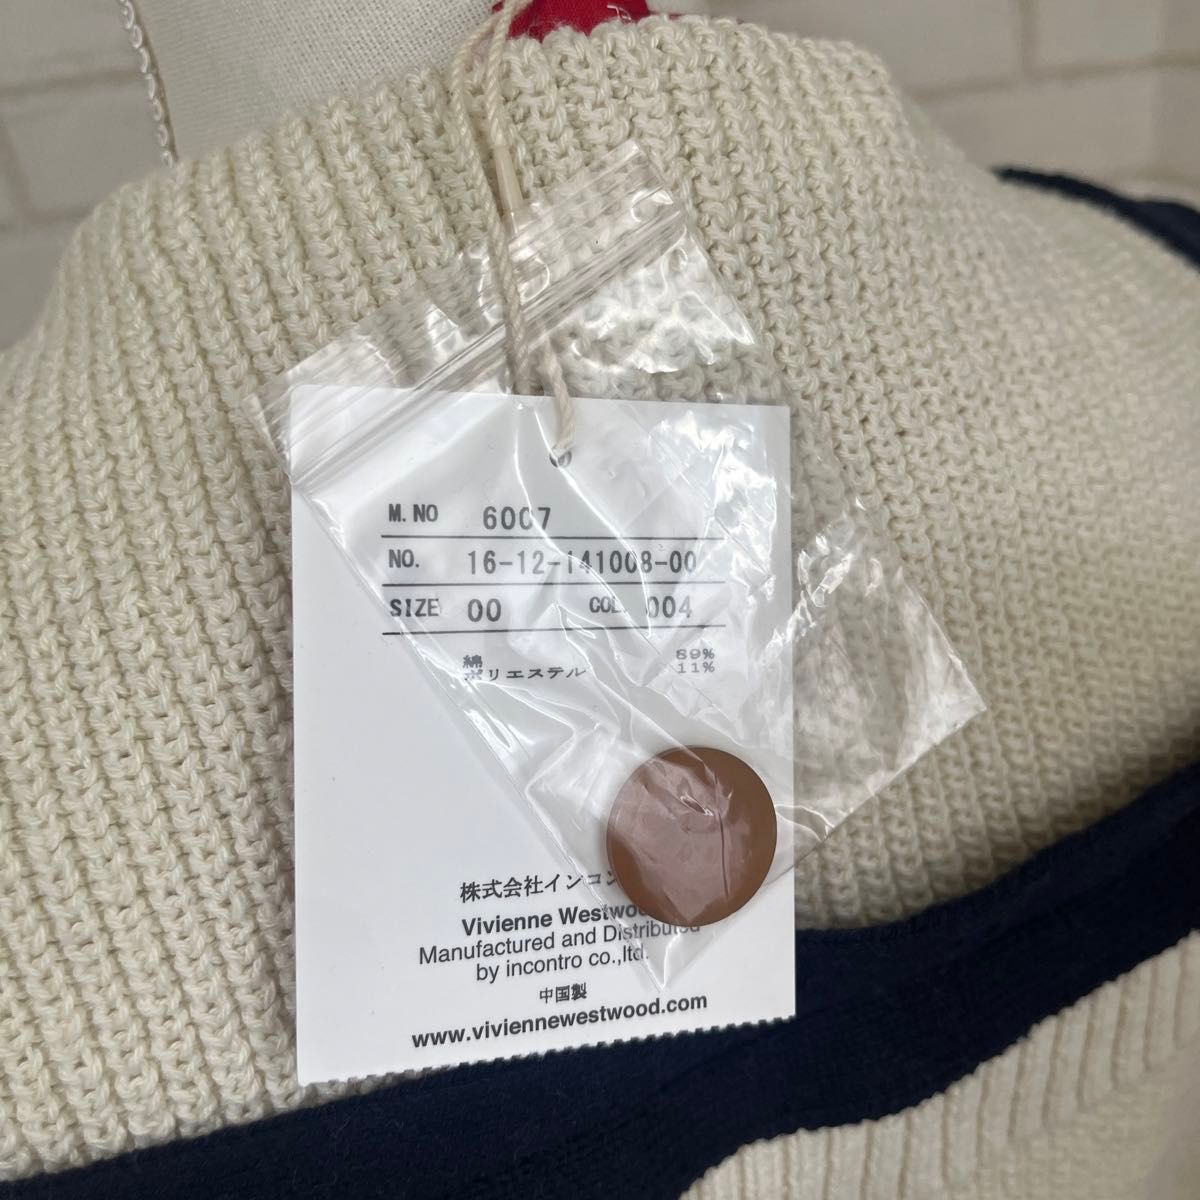 M. NO 6007
NO. 16-12-141008-00
SIZE 00 COL. 004
綿 89%
ポリエステル 11%
株式会社インコン
Vivienne Westwood
Manufactured and Distributed
by incontro co.,ltd.
中国製
www.viviennewestwood.com